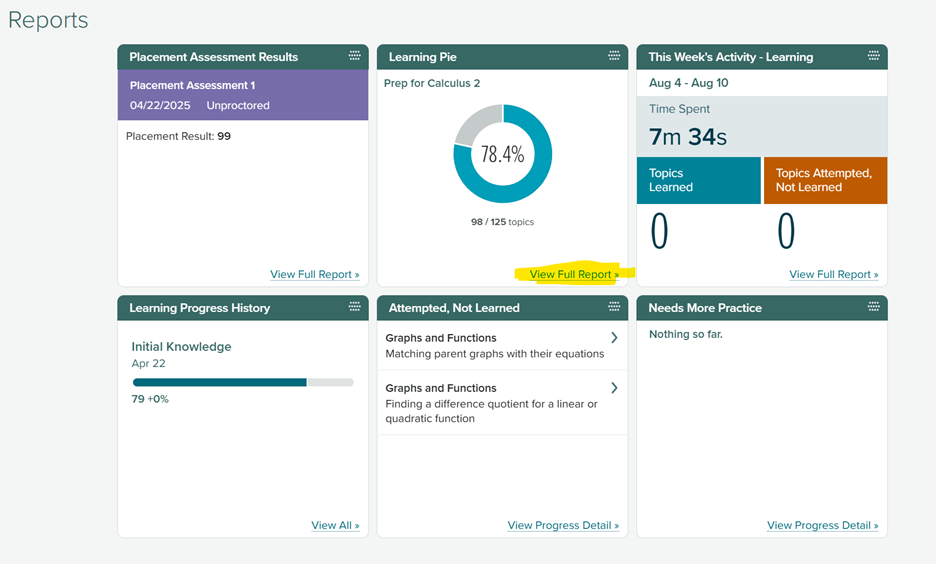 Reports
Placement Assessment Results
Placement Assessment 1
04/22/2025 Unproctored
Placement Result: 99
View Full Report »
Learning Pie
Prep for Calculus 2
78.4%
98 / 125 topics
View Full Report »
This Week's Activity - Learning
Aug 4 - Aug 10
Time Spent
7m 34s
Topics
Learned
0
Topics Attempted,
Not Learned
0
View Full Report »
Learning Progress History
Initial Knowledge
Apr 22
79 +0%
View All »
Attempted, Not Learned
Graphs and Functions
Matching parent graphs with their equations
Graphs and Functions
Finding a difference quotient for a linear or
quadratic function
View Progress Detail »
Needs More Practice
Nothing so far.
View Progress Detail »